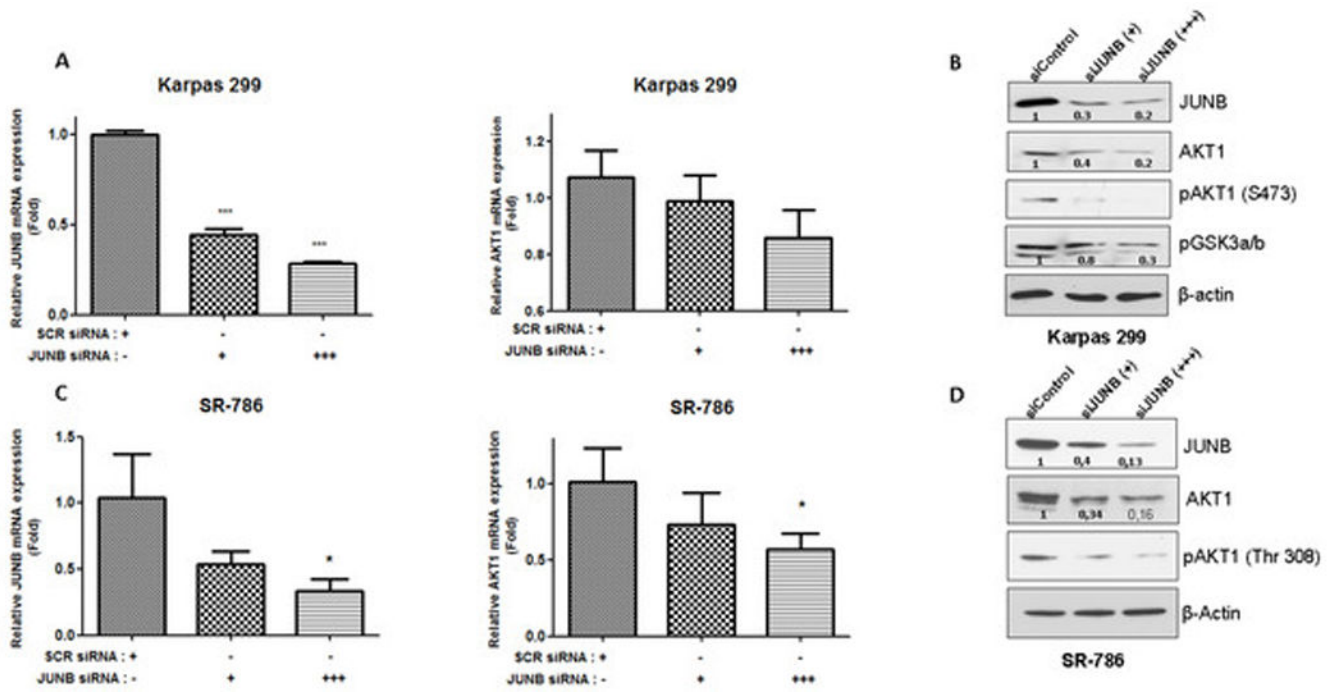 A
Karpas 299
Relative JUNB mRNA expression
(Fold)
1.0
0.5
0.0
***
***
SCR siRNA : + - -
JUNB siRNA : - + +++
Karpas 299
Relative AKT1 mRNA expression
(Fold)
1.2
1.0
0.8
0.6
SCR siRNA : + - -
JUNB siRNA : - + +++
B
siControl siJUNB (+) siJUNB (+++)
JUNB
1 0.3 0.2
AKT1
1 0.4 0.2
pAKT1 (S473)
pGSK3a/b
1 0.8 0.3
β-actin
Karpas 299
C
SR-786
Relative JUNB mRNA expression
(Fold)
1.5
1.0
0.5
0.0
*
SCR siRNA : + - -
JUNB siRNA : - + +++
SR-786
Relative AKT1 mRNA expression
(Fold)
1.0
0.5
0.0
*
SCR siRNA : + - -
JUNB siRNA : - + +++
D
siControl siJUNB (+) siJUNB (+++)
JUNB
1 0,4 0,13
AKT1
1 0,34 0,16
pAKT1 (Thr 308)
β-Actin
SR-786